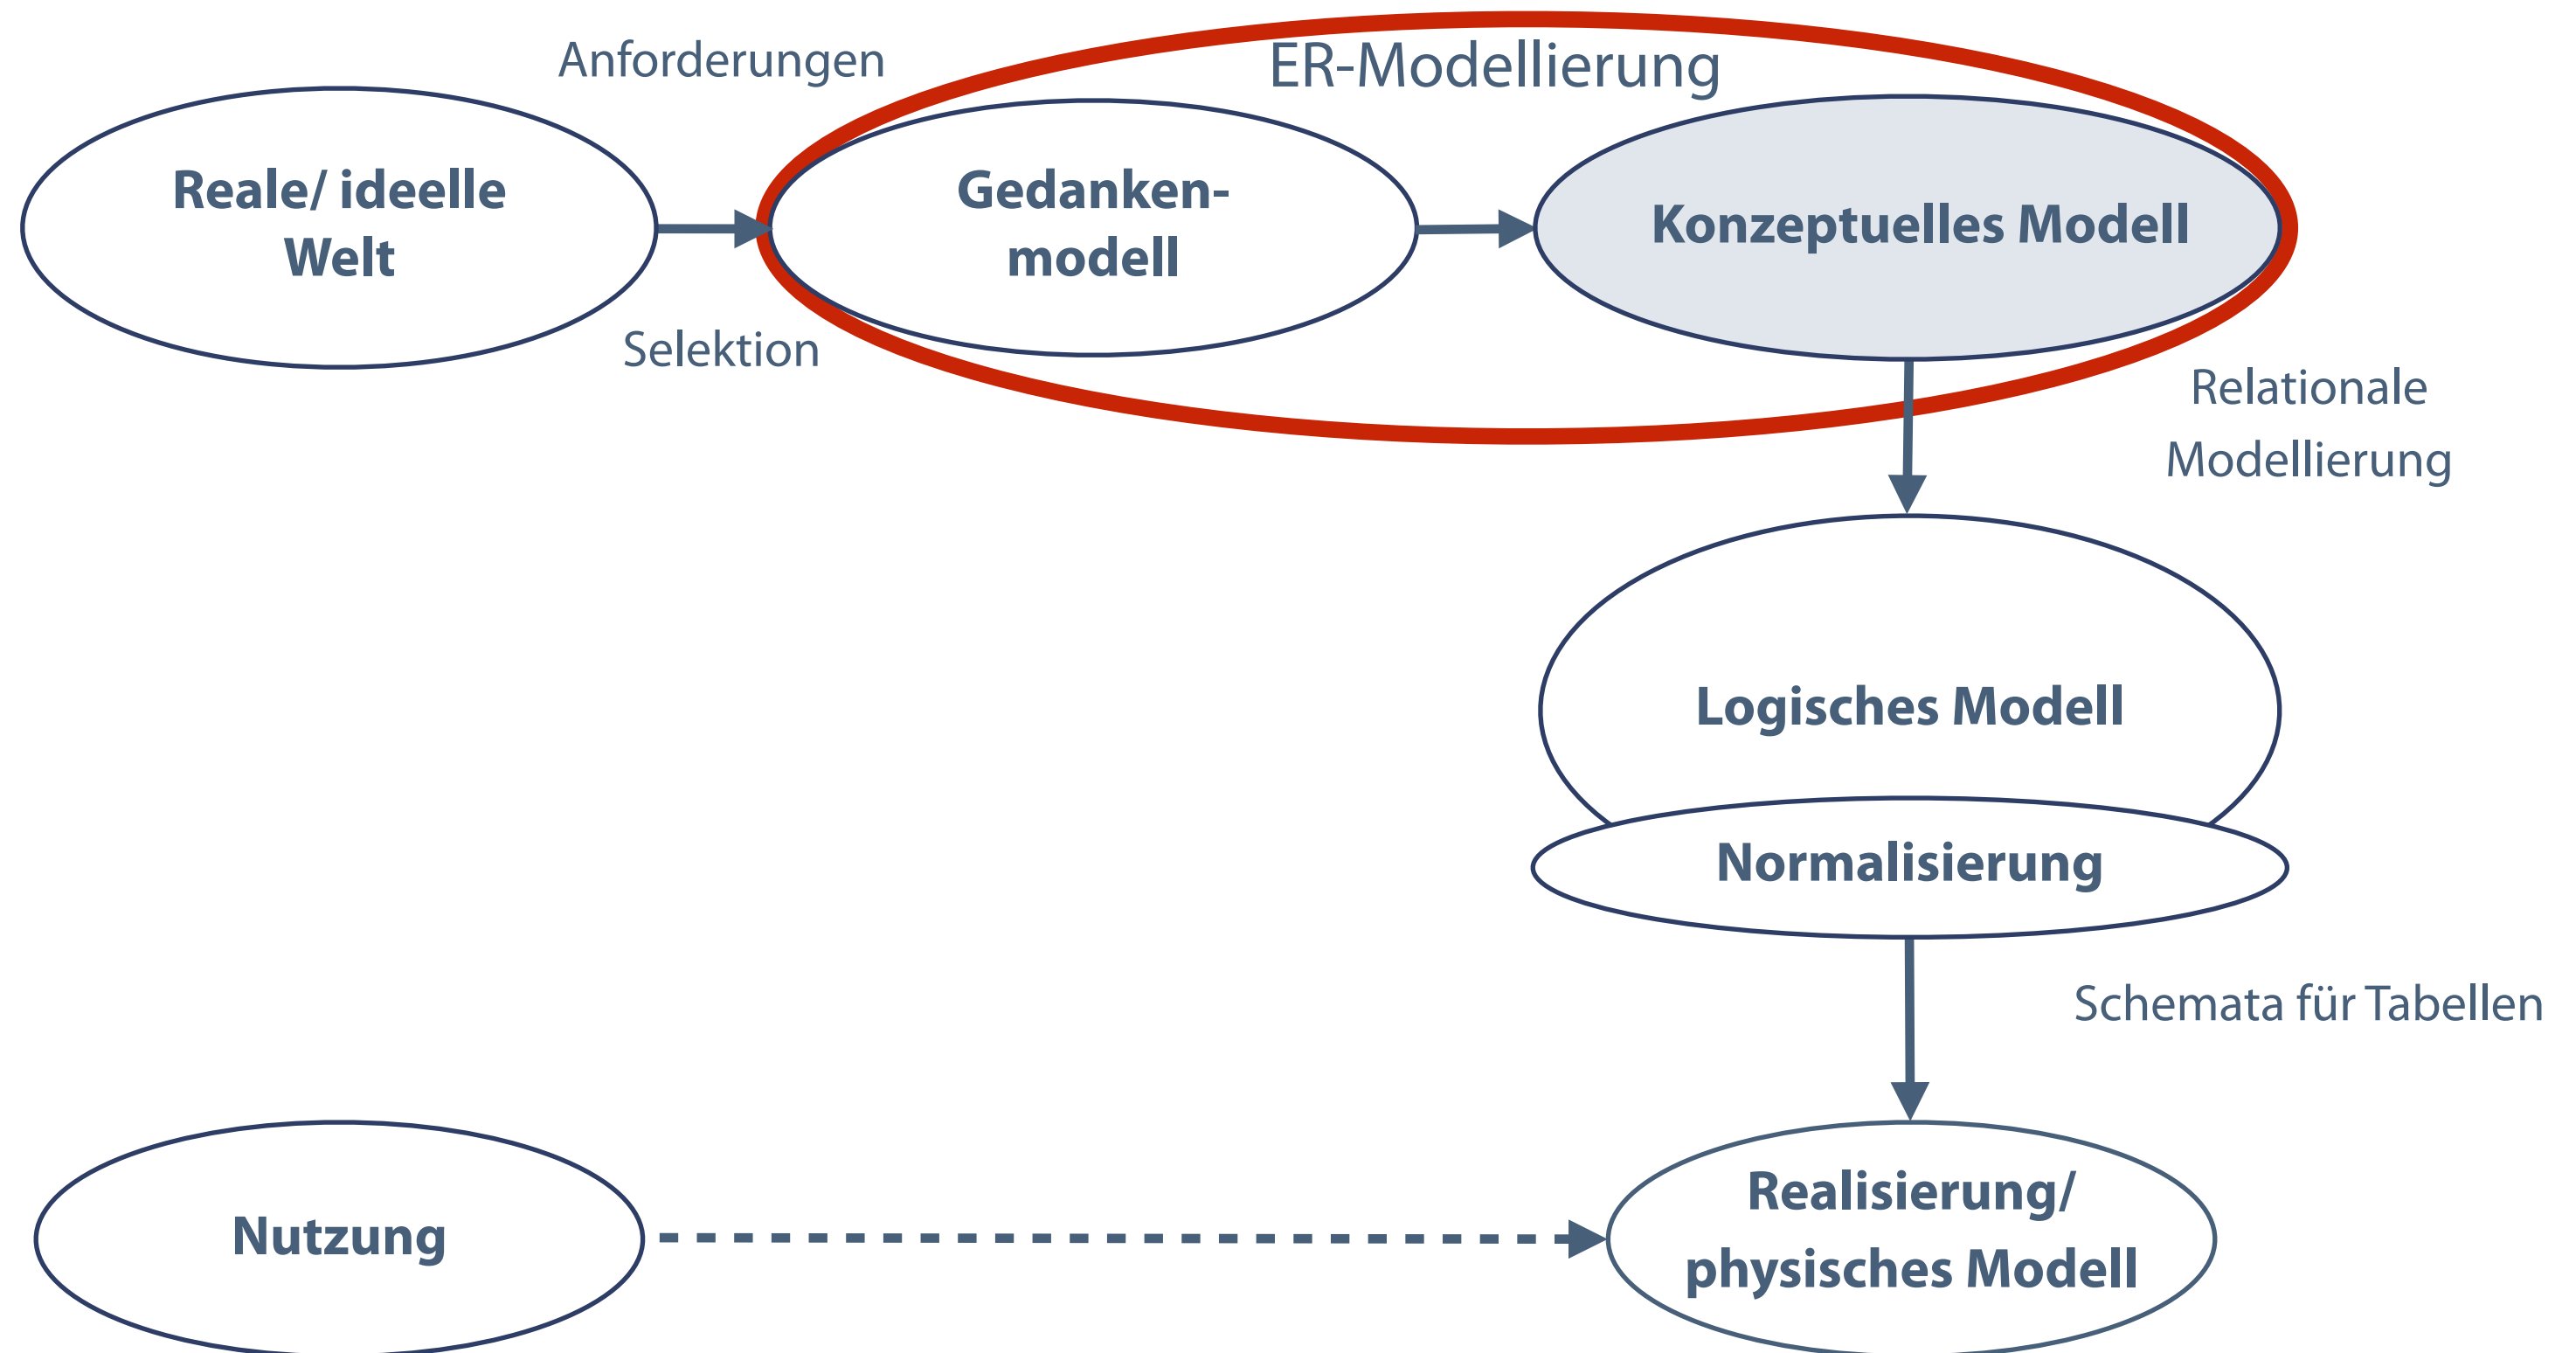 Anforderungen
ER-Modellierung
Reale/ ideelle
Welt
Gedanken-
modell
Konzeptuelles Modell
Selektion
Relationale
Modellierung
Logisches Modell
Normalisierung
Schemata für Tabellen
Nutzung
Realisierung/
physisches Modell